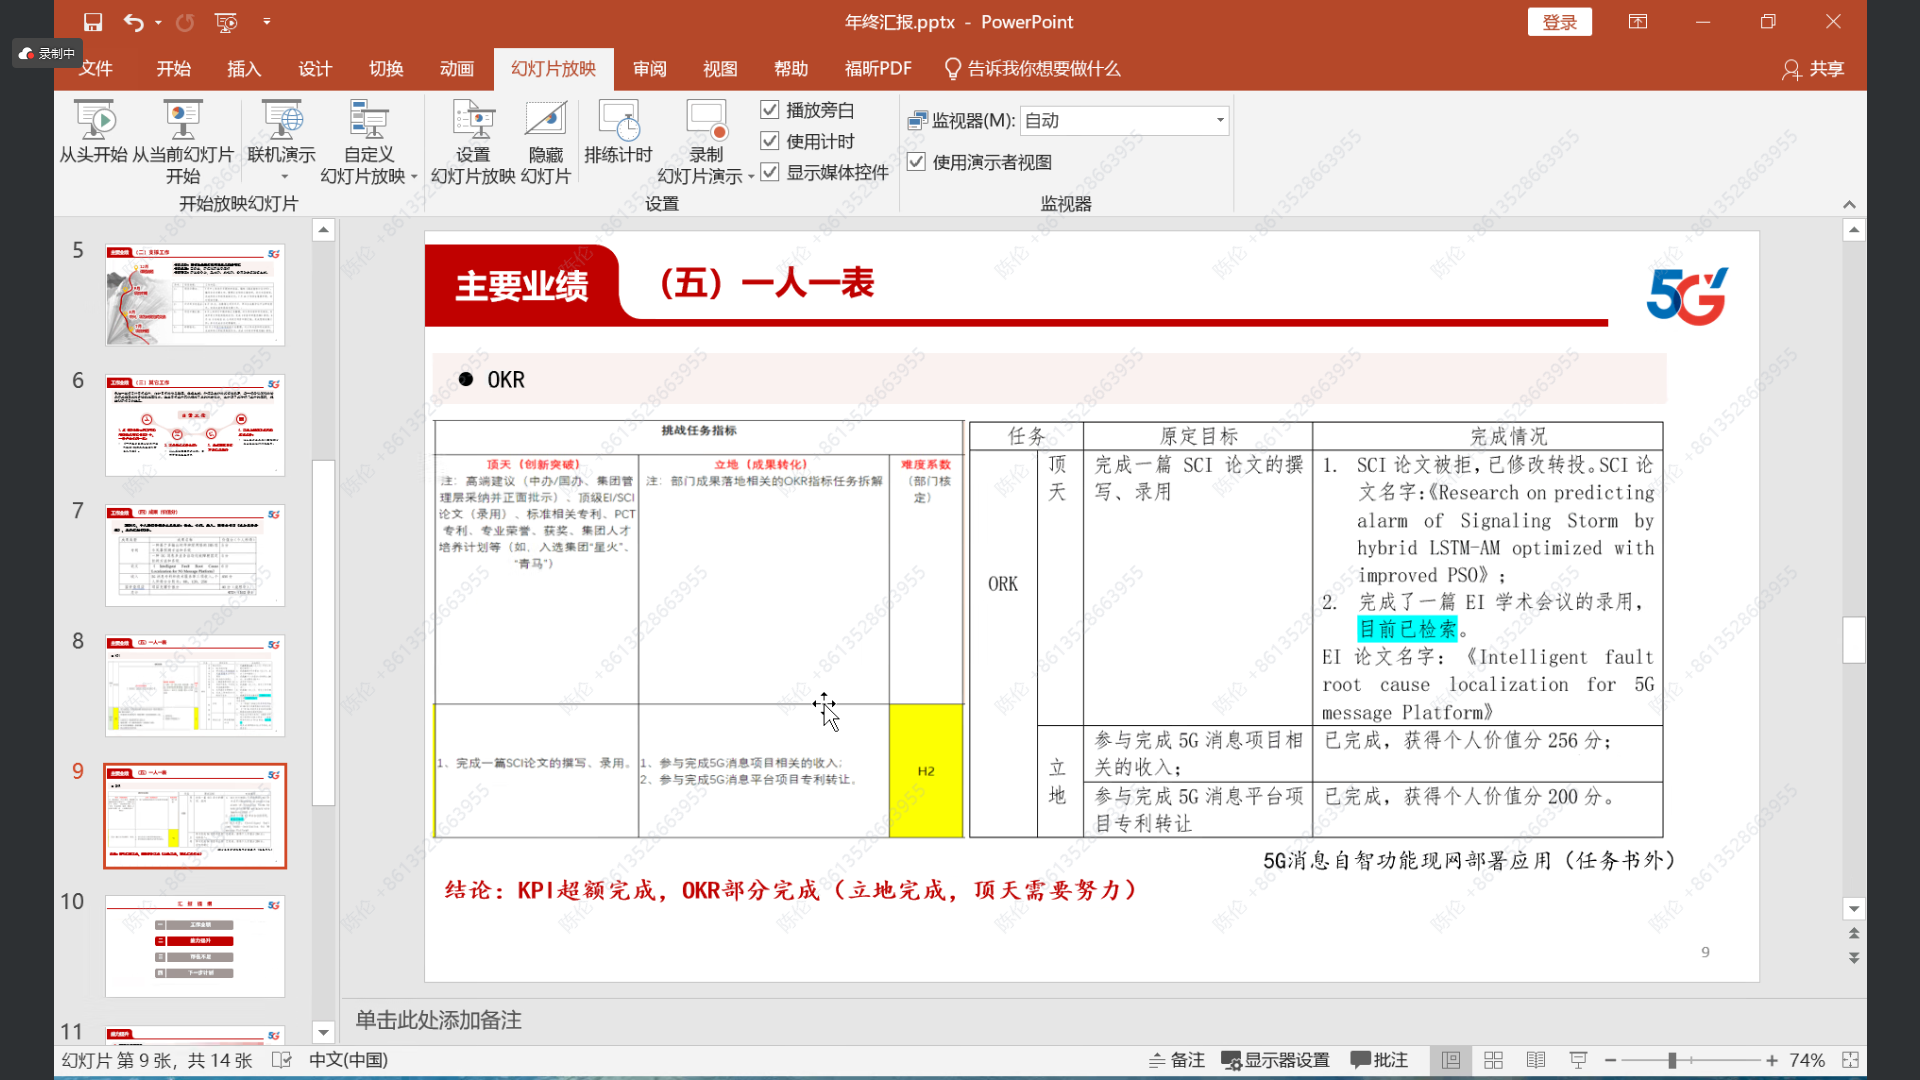 年终汇报.pptx - PowerPoint
登录
录制中
文件 开始 插入 设计 切换 动画 幻灯片放映 审阅 视图 帮助 福昕PDF 告诉我你想要做什么 共享
从头开始 从当前幻灯片
开始
联机演示
自定义
幻灯片放映
开始放映幻灯片
设置
幻灯片放映
隐藏
幻灯片
排练计时
录制
幻灯片演示
播放旁白
使用计时
显示媒体控件
设置
监视器(M): 自动
使用演示者视图
监视器
5
6
7
8
9
10
11
主要业绩
（五）一人一表
5G
● OKR
挑战任务指标
顶天（创新突破）
注：高端建议（中办/国办、集团管
理层采纳并正面批示）、顶级EI/SCI
论文（录用）、标准相关专利、PCT
专利、专业荣誉、获奖、集团人才
培养计划等（如，入选集团“星火”、
“青马”）
立地（成果转化）
注：部门成果落地相关的OKR指标任务拆解
难度系数
（部门核
定）
1、完成一篇SCI论文的撰写、录用。
1、参与完成5G消息项目相关的收入；
2、参与完成5G消息平台项目专利转让。
H2
任务 原定目标 完成情况
ORK
顶
天
完成一篇 SCI 论文的撰
写、录用
1. SCI 论文被拒,已修改转投。SCI 论
文名字：《Research on predicting
alarm of Signaling Storm by
hybrid LSTM-AM optimized with
improved PSO》；
2. 完成了一篇 EI 学术会议的录用，
目前已检索。
EI 论文名字：《Intelligent fault
root cause localization for 5G
message Platform》
立
地
参与完成 5G 消息项目相
关的收入；
已完成，获得个人价值分 256 分；
参与完成 5G 消息平台项
目专利转让
已完成，获得个人价值分 200 分。
5G消息自智功能现网部署应用（任务书外）
结论：KPI超额完成，OKR部分完成（立地完成，顶天需要努力）
9
陈伦 +8613528663955
单击此处添加备注
幻灯片 第 9 张，共 14 张 中文(中国)
备注 显示器设置 批注 74%